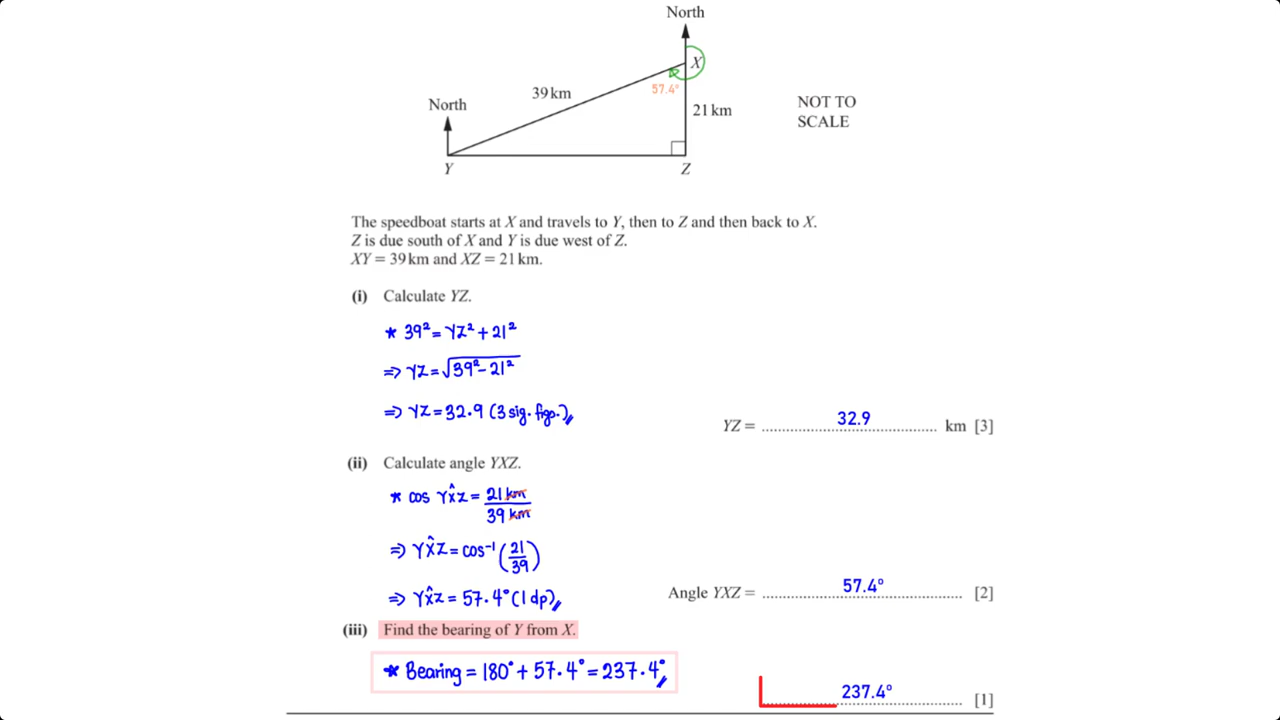 North
X
57.4°
39 km
North
21 km
NOT TO
SCALE
Y
Z
The speedboat starts at X and travels to Y, then to Z and then back to X.
Z is due south of X and Y is due west of Z.
XY = 39 km and XZ = 21 km.
(i) Calculate YZ.
* 39² = YZ² + 21²
⇒ YZ = √39² – 21²
⇒ YZ = 32.9 (3 sig. figs.)
YZ = 32.9 km [3]
(ii) Calculate angle YXZ.
* cos YX̂Z = 21 km / 39 km
⇒ YX̂Z = cos⁻¹ (21/39)
⇒ YX̂Z = 57.4° (1 dp)
Angle YXZ = 57.4° [2]
(iii) Find the bearing of Y from X.
* Bearing = 180° + 57.4° = 237.4°
237.4° [1]